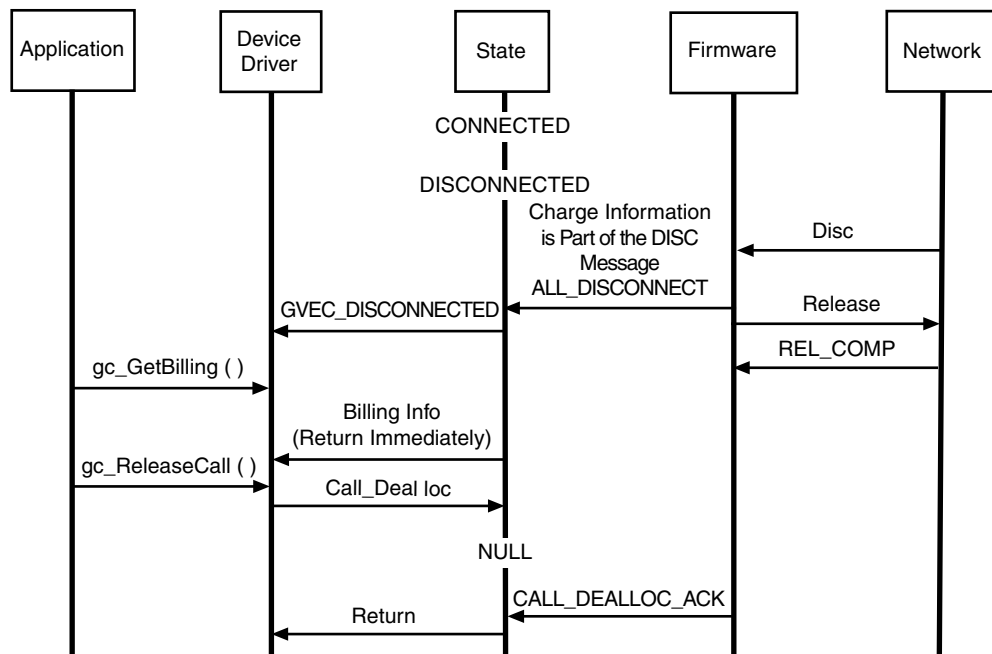 Application
Device
Driver
State
Firmware
Network
CONNECTED
DISCONNECTED
Charge Information
is Part of the DISC
Message
Disc
ALL_DISCONNECT
GVEC_DISCONNECTED
Release
REL_COMP
gc_GetBilling ( )
Billing Info
(Return Immediately)
gc_ReleaseCall ( )
Call_Deal loc
NULL
CALL_DEALLOC_ACK
Return